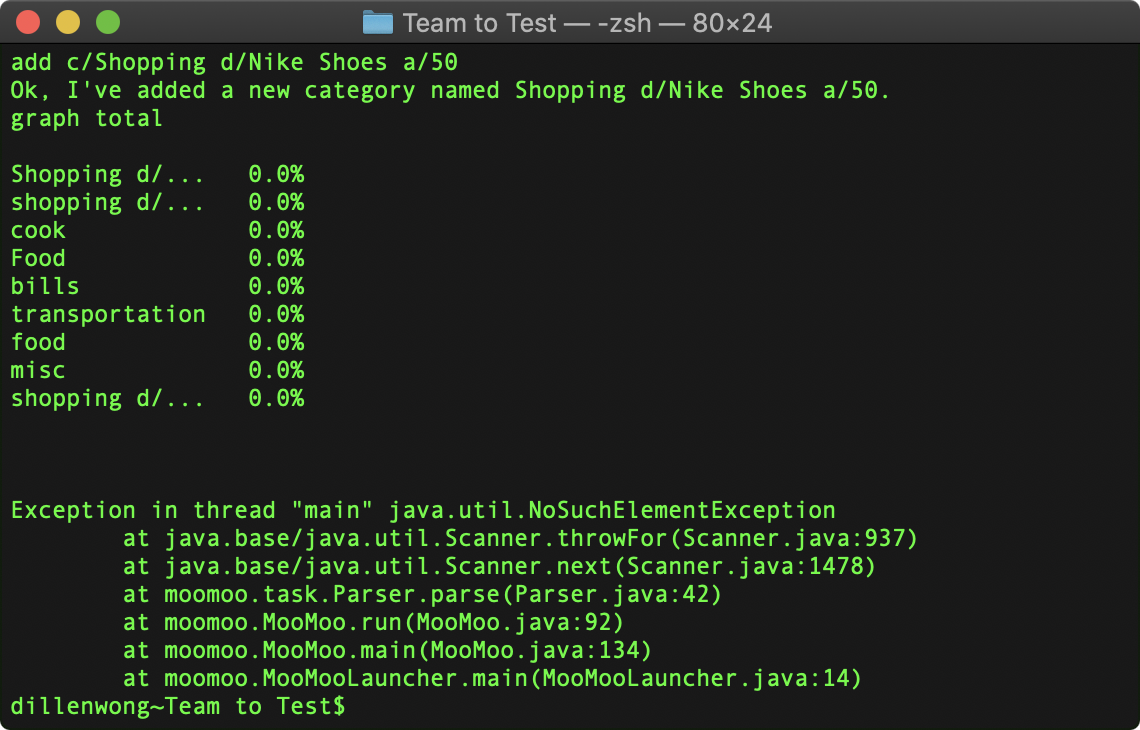 Team to Test — -zsh — 80×24
add c/Shopping d/Nike Shoes a/50
Ok, I've added a new category named Shopping d/Nike Shoes a/50.
graph total
Shopping d/... 0.0%
shopping d/... 0.0%
cook 0.0%
Food 0.0%
bills 0.0%
transportation 0.0%
food 0.0%
misc 0.0%
shopping d/... 0.0%
Exception in thread "main" java.util.NoSuchElementException
at java.base/java.util.Scanner.throwFor(Scanner.java:937)
at java.base/java.util.Scanner.next(Scanner.java:1478)
at moomoo.task.Parser.parse(Parser.java:42)
at moomoo.MooMoo.run(MooMoo.java:92)
at moomoo.MooMoo.main(MooMoo.java:134)
at moomoo.MooMooLauncher.main(MooMooLauncher.java:14)
dillenwong~Team to Test$